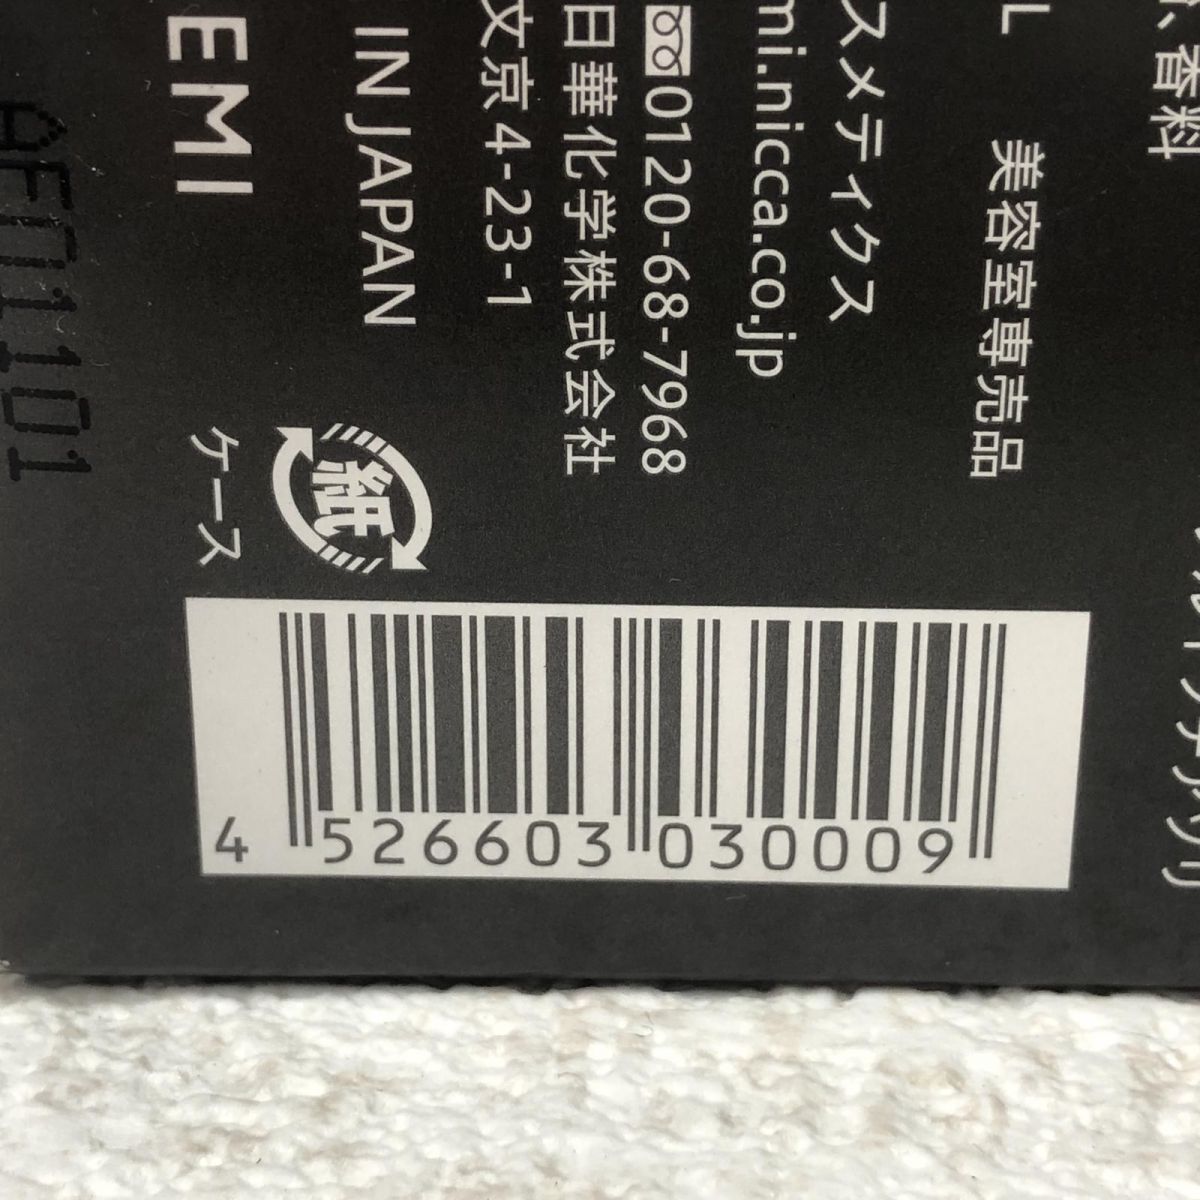 、香料
L 美容室専売品
スメティクス
mi.nicca.co.jp
0120-68-7968
日華化学株式会社
文京4-23-1
IN JAPAN
EMI
紙
ケース
4 526603 030009